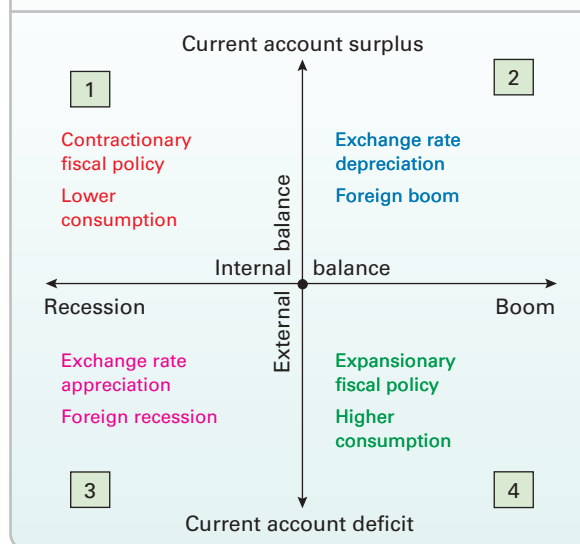 Current account surplus
1
2
Contractionary
fiscal policy
Lower
consumption
Exchange rate
depreciation
Foreign boom
External balance
Internal balance
Recession
Boom
Exchange rate
appreciation
Foreign recession
Expansionary
fiscal policy
Higher
consumption
3
4
Current account deficit